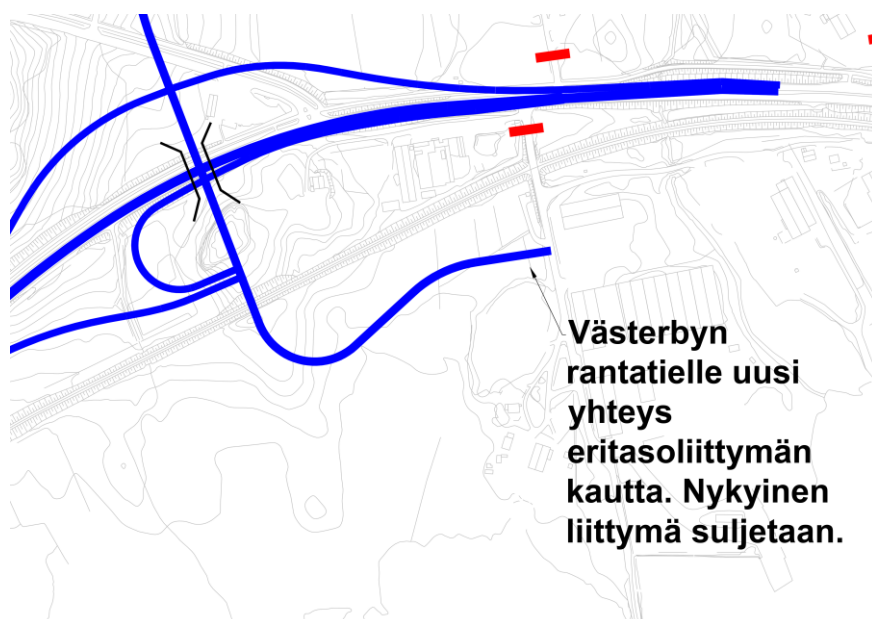 Västerbyn
rantatielle uusi
yhteys
eritasoliittymän
kautta. Nykyinen
liittymä suljetaan.